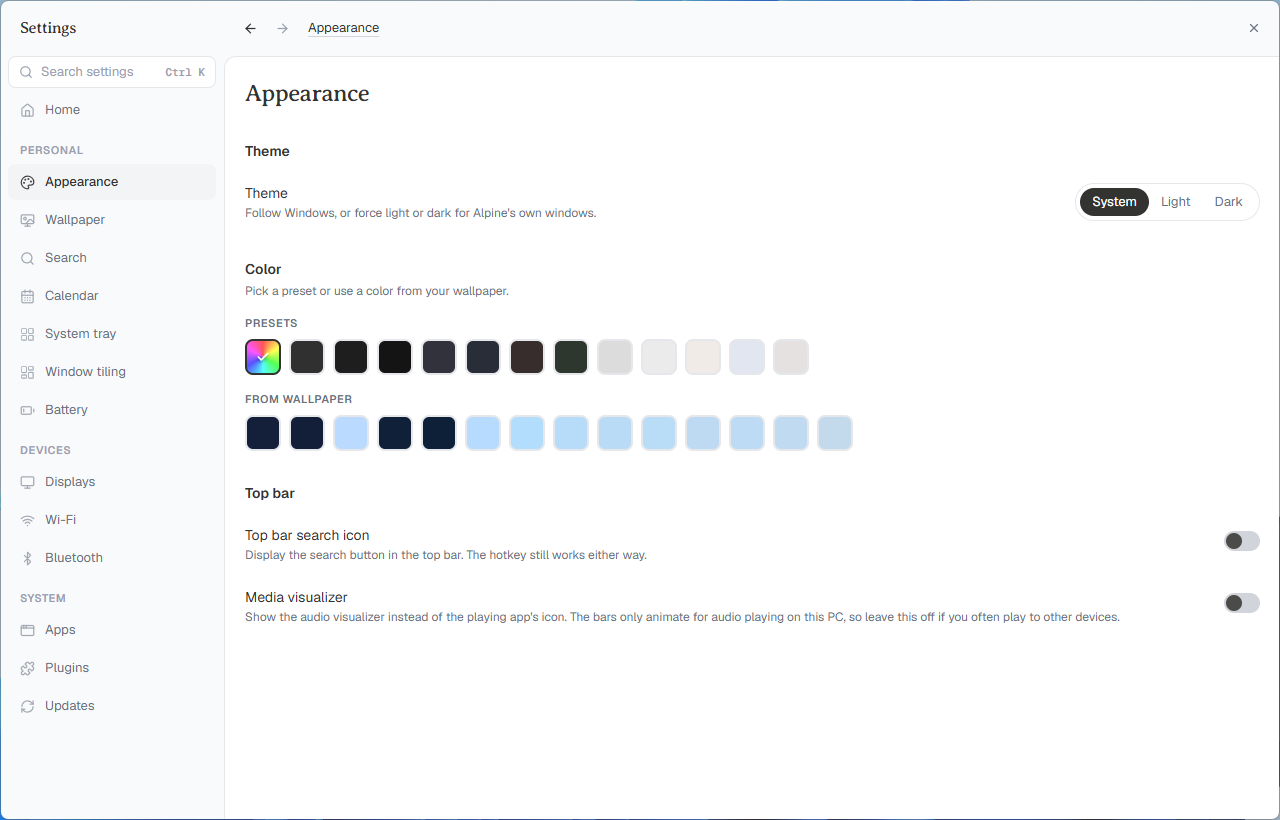 Settings
Appearance
Search settings
Ctrl K
Home
PERSONAL
Appearance
Wallpaper
Search
Calendar
System tray
Window tiling
Battery
DEVICES
Displays
Wi-Fi
Bluetooth
SYSTEM
Apps
Plugins
Updates
Appearance
Theme
Theme
Follow Windows, or force light or dark for Alpine's own windows.
System
Light
Dark
Color
Pick a preset or use a color from your wallpaper.
PRESETS
FROM WALLPAPER
Top bar
Top bar search icon
Display the search button in the top bar. The hotkey still works either way.
Media visualizer
Show the audio visualizer instead of the playing app's icon. The bars only animate for audio playing on this PC, so leave this off if you often play to other devices.